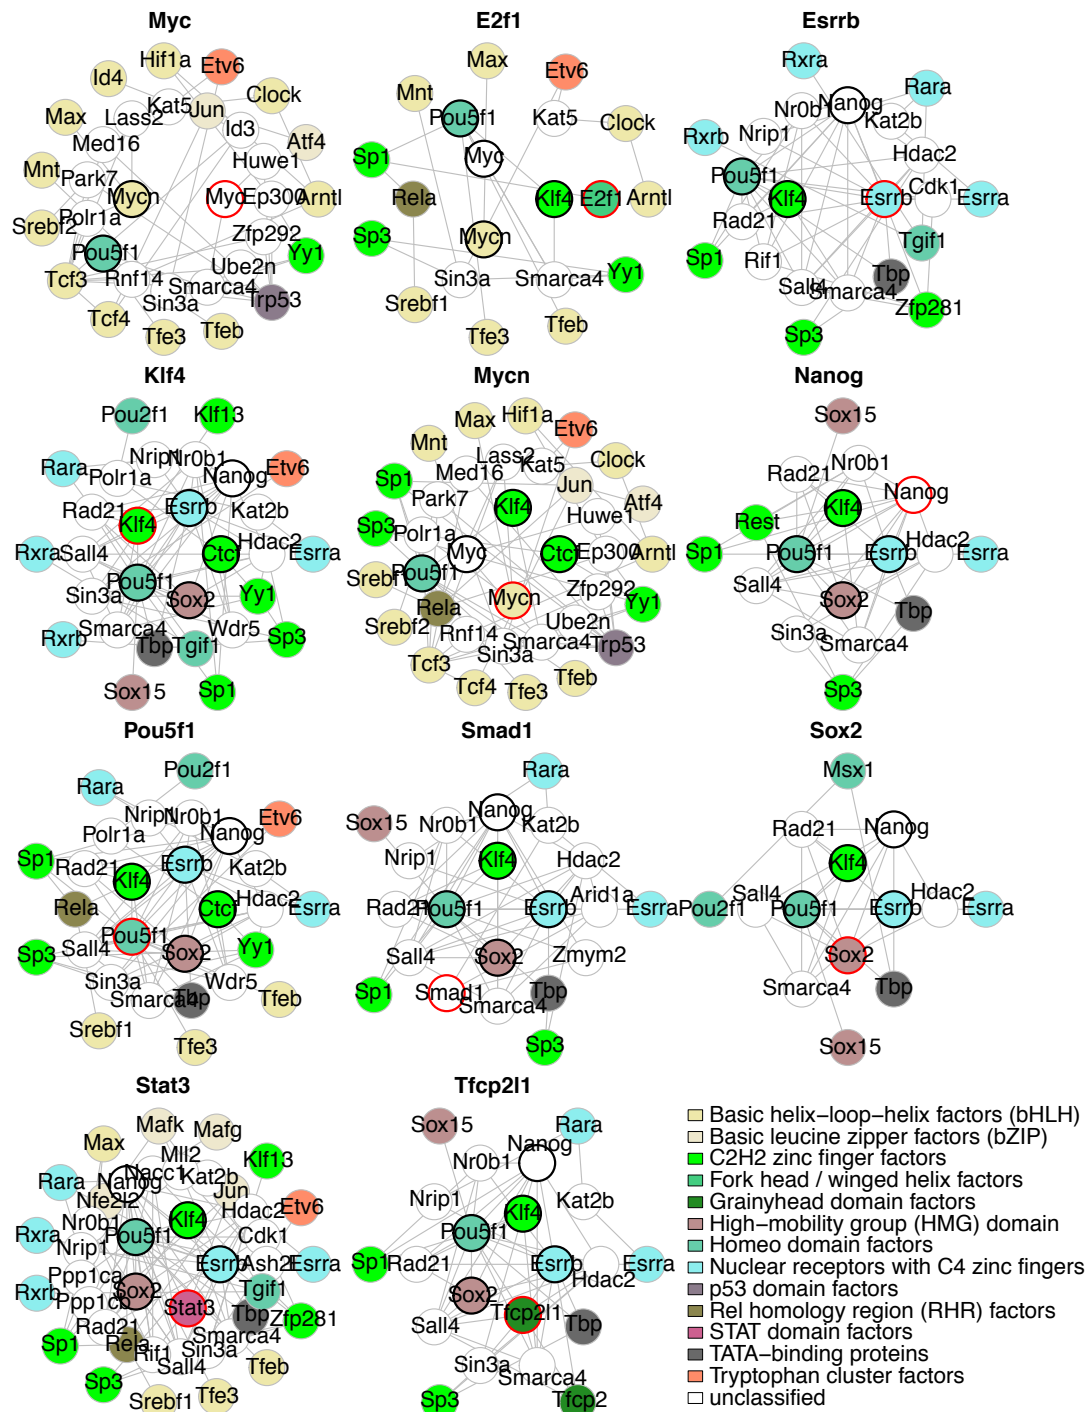 Myc
E2f1
Esrrb
Hif1a
Etv6
Id4
Clock
Kat5
Jun
Max
Lass2
Id3
Med16
Atf4
Huwe1
Mnt
Park7
Mycn
Myc
Ep300
Arntl
Polr1a
Srebf2
Zfp292
Pou5f1
Yy1
Ube2n
Tcf3
Rnf14
Smarca4
Trp53
Sin3a
Tcf4
Tfeb
Tfe3
Max
Etv6
Mnt
Pou5f1
Kat5
Clock
Sp1
Myc
Rela
Klf4
E2f1
Arntl
Sp3
Mycn
Sin3a
Smarca4
Yy1
Srebf1
Tfeb
Tfe3
Rxra
Rara
Nr0b1
Nanog
Kat2b
Rxrb
Nrip1
Hdac2
Pou5f1
Cdk1
Klf4
Esrrb
Esrra
Rad21
Tgif1
Sp1
Rif1
Tbp
Sall4
Smarca4
Zfp281
Sp3
Klf4
Mycn
Nanog
Pou2f1
Klf13
Nrip1
Nr0b1
Rara
Polr1a
Nanog
Etv6
Rad21
Klf4
Esrrb
Kat2b
Rxra
Sall4
Ctcf
Hdac2
Esrra
Pou5f1
Sin3a
Sox2
Yy1
Smarca4
Wdr5
Rxrb
Tbp
Tgif1
Sp3
Sox15
Sp1
Max
Hif1a
Etv6
Mnt
Lass2
Kat5
Clock
Sp1
Med16
Jun
Park7
Klf4
Atf4
Sp3
Huwe1
Polr1a
Myc
Ctcf
Ep300
Arntl
Srebf1
Pou5f1
Zfp292
Rela
Mycn
Yy1
Srebf2
Rnf14
Ube2n
Smarca4
Trp53
Tcf3
Sin3a
Tcf4
Tfe3
Tfeb
Sox15
Rad21
Nr0b1
Nanog
Klf4
Rest
Hdac2
Sp1
Pou5f1
Esrrb
Esrra
Sall4
Sox2
Tbp
Sin3a
Smarca4
Sp3
Pou5f1
Smad1
Sox2
Pou2f1
Rara
Nrip1
Nr0b1
Etv6
Polr1a
Nanog
Sp1
Rad21
Klf4
Esrrb
Kat2b
Rela
Ctcf
Hdac2
Esrra
Pou5f1
Sall4
Sox2
Yy1
Sp3
Sin3a
Wdr5
Smarca4
Tbp
Tfeb
Srebf1
Tfe3
Rara
Nanog
Sox15
Nr0b1
Kat2b
Nrip1
Klf4
Hdac2
Arid1a
Rad21
Pou5f1
Esrrb
Esrra
Sall4
Sox2
Zmym2
Sp1
Smad1
Tbp
Smarca4
Sp3
Msx1
Rad21
Nanog
Klf4
Sall4
Hdac2
Pou2f1
Pou5f1
Esrrb
Esrra
Sox2
Smarca4
Tbp
Sox15
Stat3
Tfcp2l1
Mafk
Mafg
Max
Mll2
Klf13
Rara
Nanog
Nacc1
Kat2b
Nfe2l2
Jun
Hdac2
Etv6
Rxra
Nr0b1
Klf4
Pou5f1
Cdk1
Nrip1
Esrrb
Ash2l
Esrra
Ppp1ca
Rxrb
Sox2
Tgif1
Ppp1cb
Stat3
Tbp
Zfp281
Rad21
Smarca4
Sp1
Rela
Rif1
Sin3a
Sall4
Tfeb
Sp3
Srebf1
Tfe3
Sox15
Rara
Nanog
Nr0b1
Nrip1
Kat2b
Klf4
Pou5f1
Sp1
Rad21
Esrrb
Hdac2
Esrra
Sox2
Tfcp2l1
Sall4
Tbp
Sin3a
Smarca4
Sp3
Tfcp2
Basic helix−loop−helix factors (bHLH)
Basic leucine zipper factors (bZIP)
C2H2 zinc finger factors
Fork head / winged helix factors
Grainyhead domain factors
High−mobility group (HMG) domain
Homeo domain factors
Nuclear receptors with C4 zinc fingers
p53 domain factors
Rel homology region (RHR) factors
STAT domain factors
TATA−binding proteins
Tryptophan cluster factors
unclassified